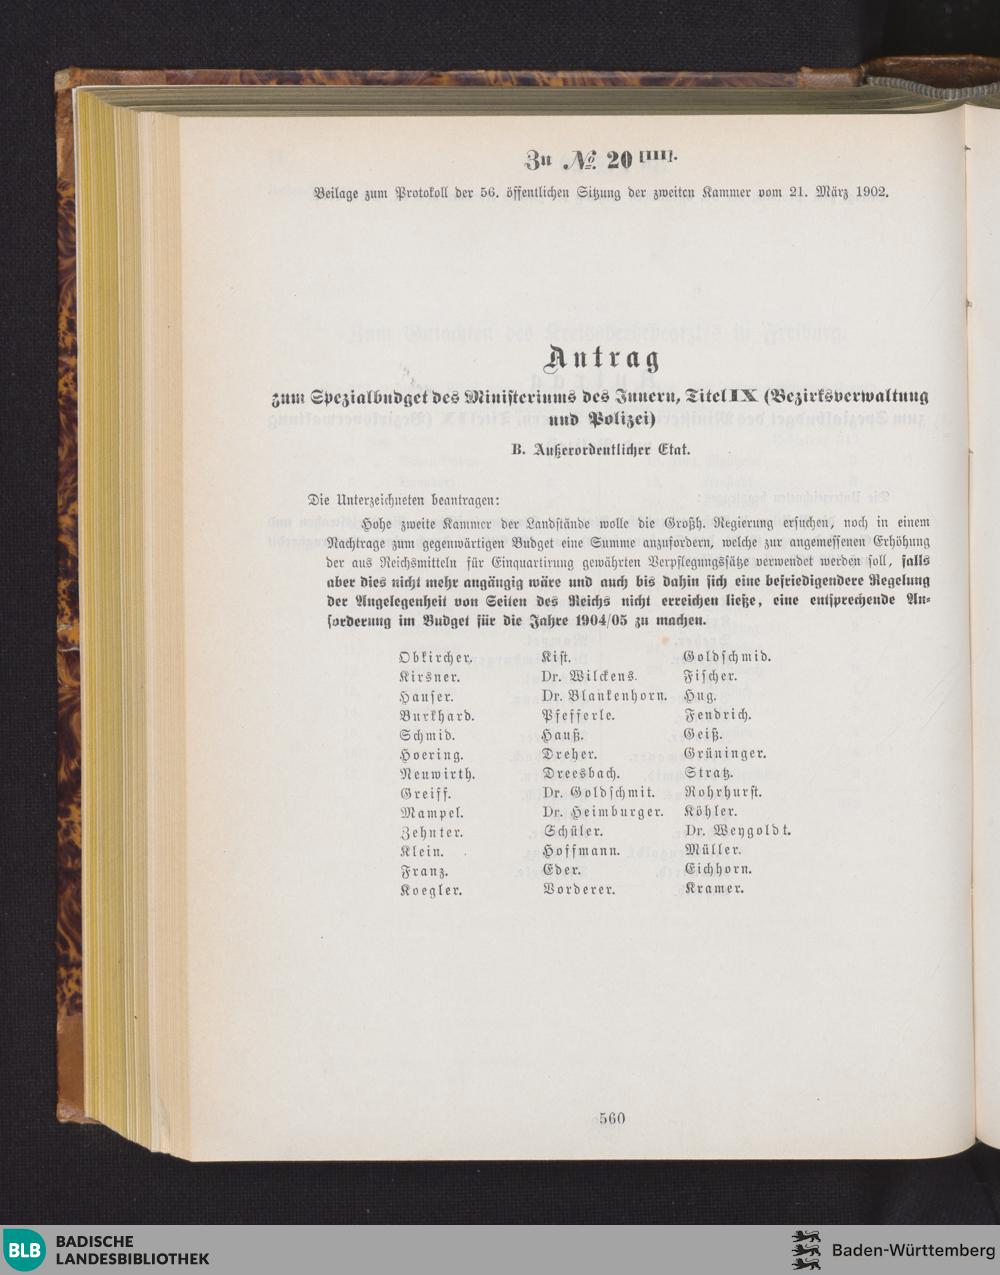 Zu № 20 [III].
Beilage zum Protokoll der 56. öffentlichen Sitzung der zweiten Kammer vom 21. März 1902.
Antrag
zum Spezialbudget des Ministeriums des Innern, Titel IX (Bezirksverwaltung
und Polizei)
B. Außerordentlicher Etat.
Die Unterzeichneten beantragen:
Hohe zweite Kammer der Landstände wolle die Großh. Regierung ersuchen, noch in einem
Nachtrage zum gegenwärtigen Budget eine Summe anzufordern, welche zur angemessenen Erhöhung
der aus Reichsmitteln für Einquartirung gewährten Verpflegungssätze verwendet werden soll, falls
aber dies nicht mehr angängig wäre und auch bis dahin sich eine befriedigendere Regelung
der Angelegenheit von Seiten des Reichs nicht erreichen ließe, eine entsprechende An-
forderung im Budget für die Jahre 1904/05 zu machen.
Obkircher. Kist. Goldschmid.
Kirsner. Dr. Wilckens. Fischer.
Hauser. Dr. Blankenhorn. Hug.
Burkhard. Pfefferle. Fendrich.
Schmid. Hauß. Geiß.
Hoering. Dreher. Grüninger.
Neuwirth. Dreesbach. Stratz.
Greiff. Dr. Goldschmit. Rohrhurst.
Mampel. Dr. Heimburger. Köhler.
Zehnter. Schüler. Dr. Weygoldt.
Klein. Hoffmann. Müller.
Franz. Eder. Eichhorn.
Koegler. Vorderer. Kramer.
560
BLB BADISCHE
LANDESBIBLIOTHEK
Baden-Württemberg